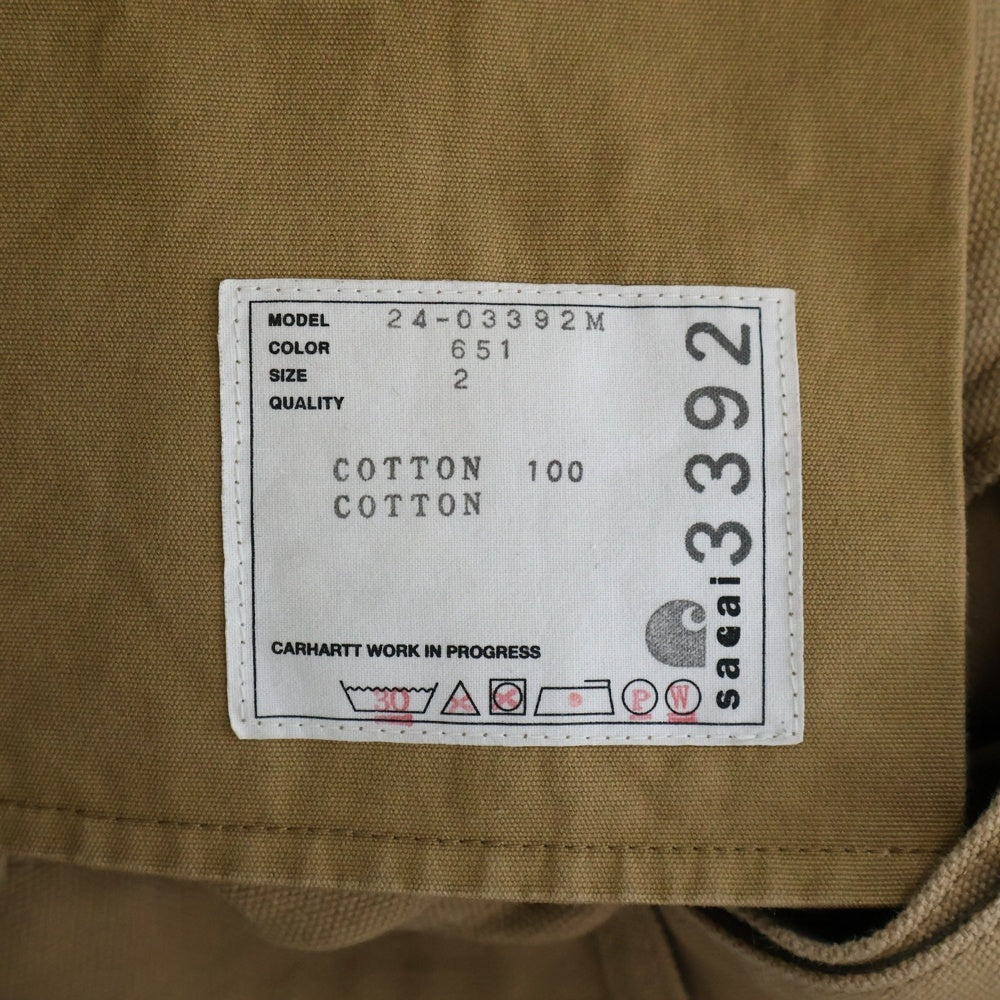 MODEL 24-03392M
COLOR 651
SIZE 2
QUALITY
COTTON 100
COTTON
CARHARTT WORK IN PROGRESS
30 P W
sacai 3392